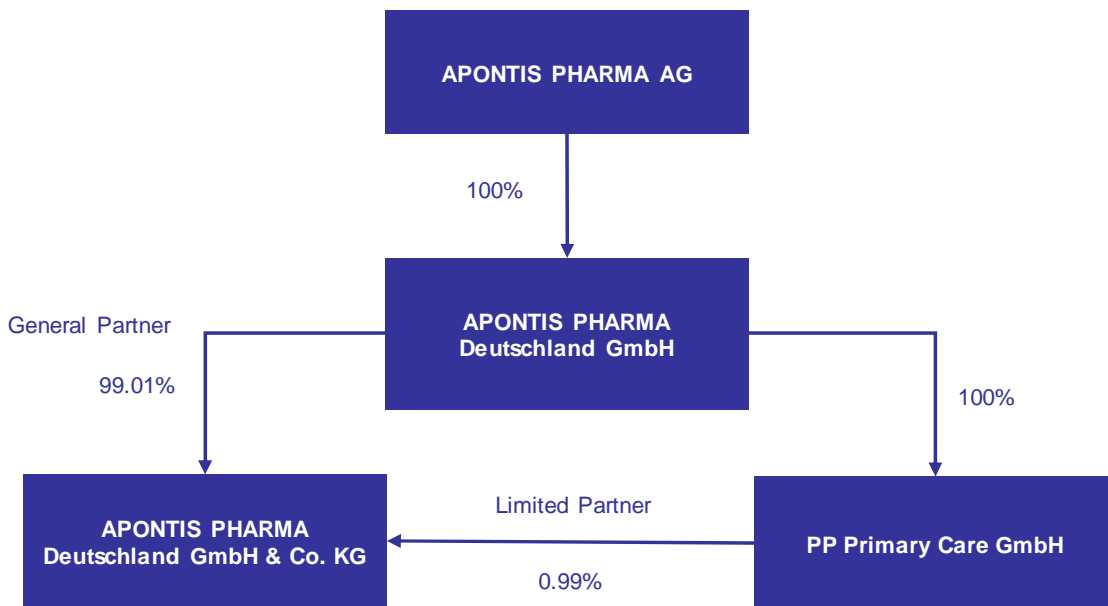 APONTIS PHARMA AG
100%
APONTIS PHARMA
Deutschland GmbH
General Partner
99.01%
100%
APONTIS PHARMA
Deutschland GmbH & Co. KG
Limited Partner
0.99%
PP Primary Care GmbH